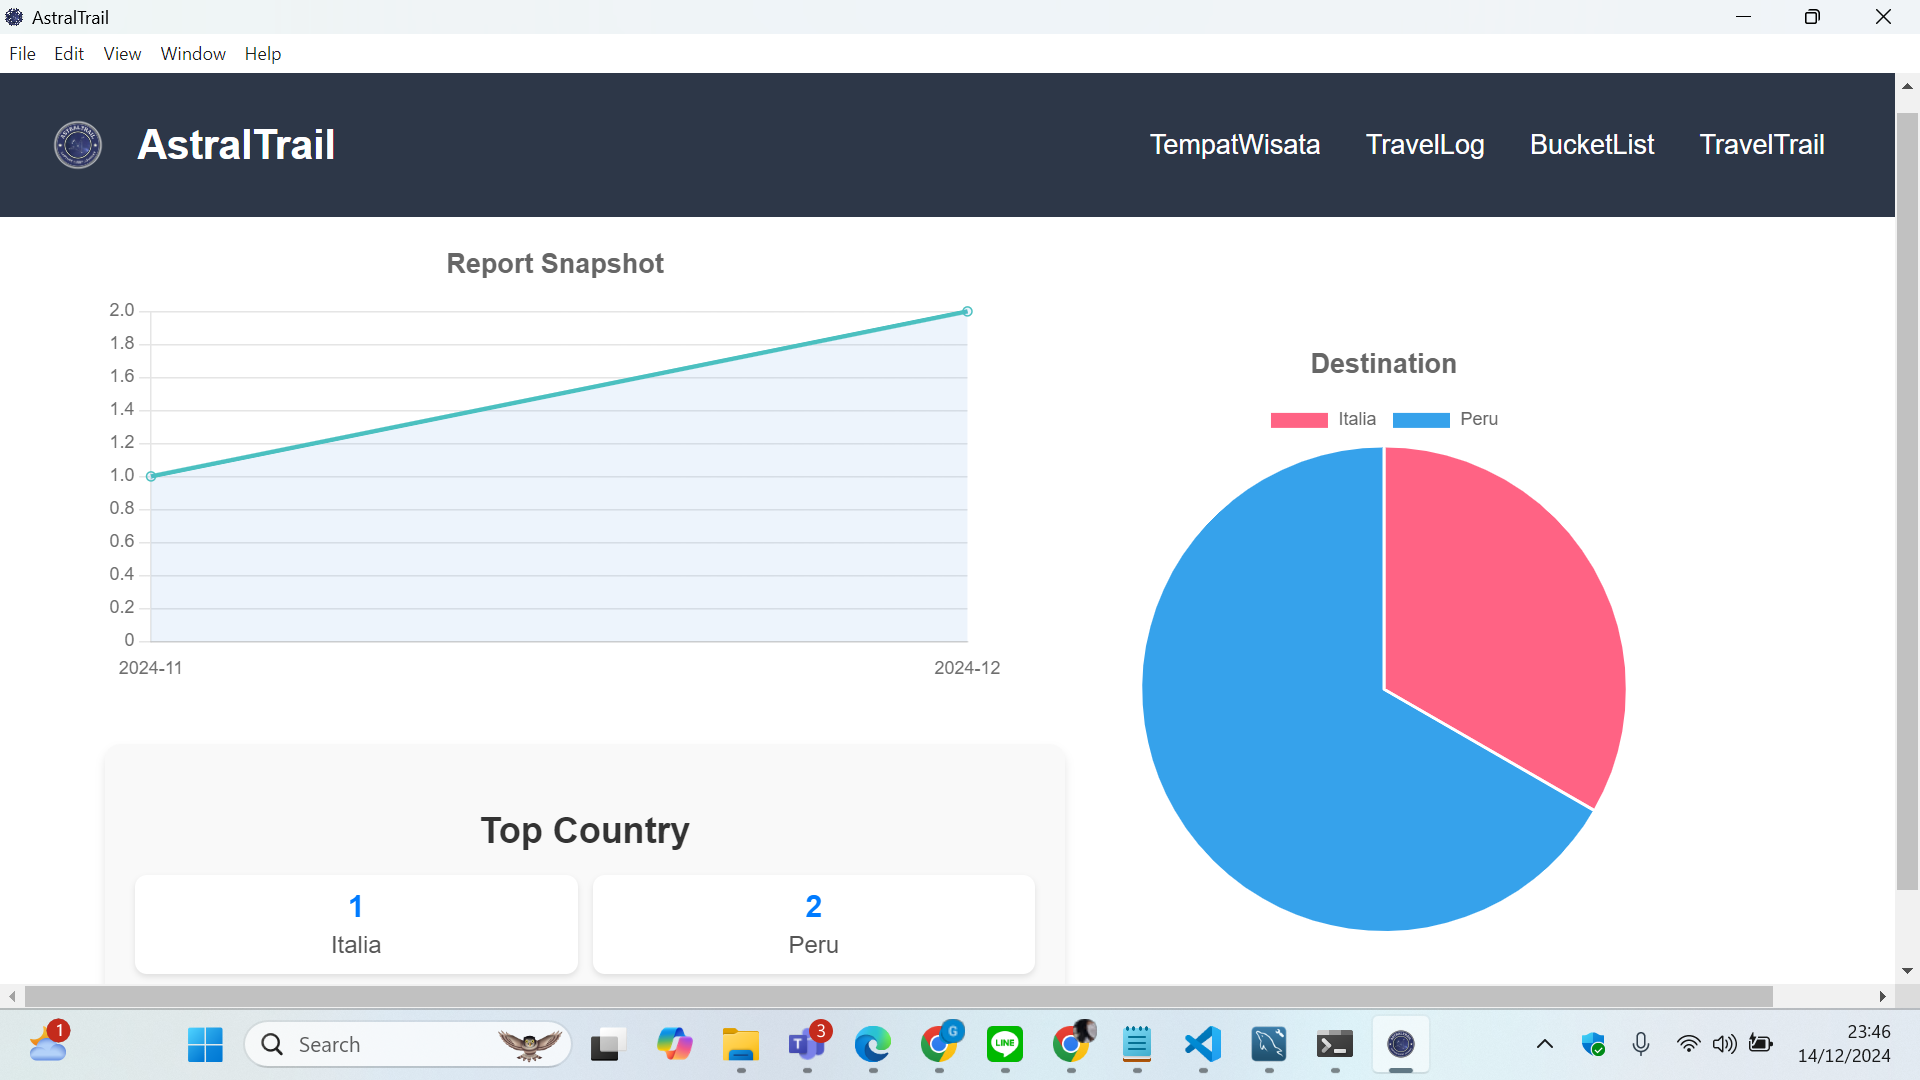 AstralTrail
File Edit View Window Help
AstralTrail
TempatWisata TravelLog BucketList TravelTrail
Report Snapshot
2.0
1.8
1.6
1.4
1.2
1.0
0.8
0.6
0.4
0.2
0
2024-11 2024-12
Destination
Italia Peru
Top Country
1
Italia
2
Peru
1
Search
3
G
LINE
23:46
14/12/2024